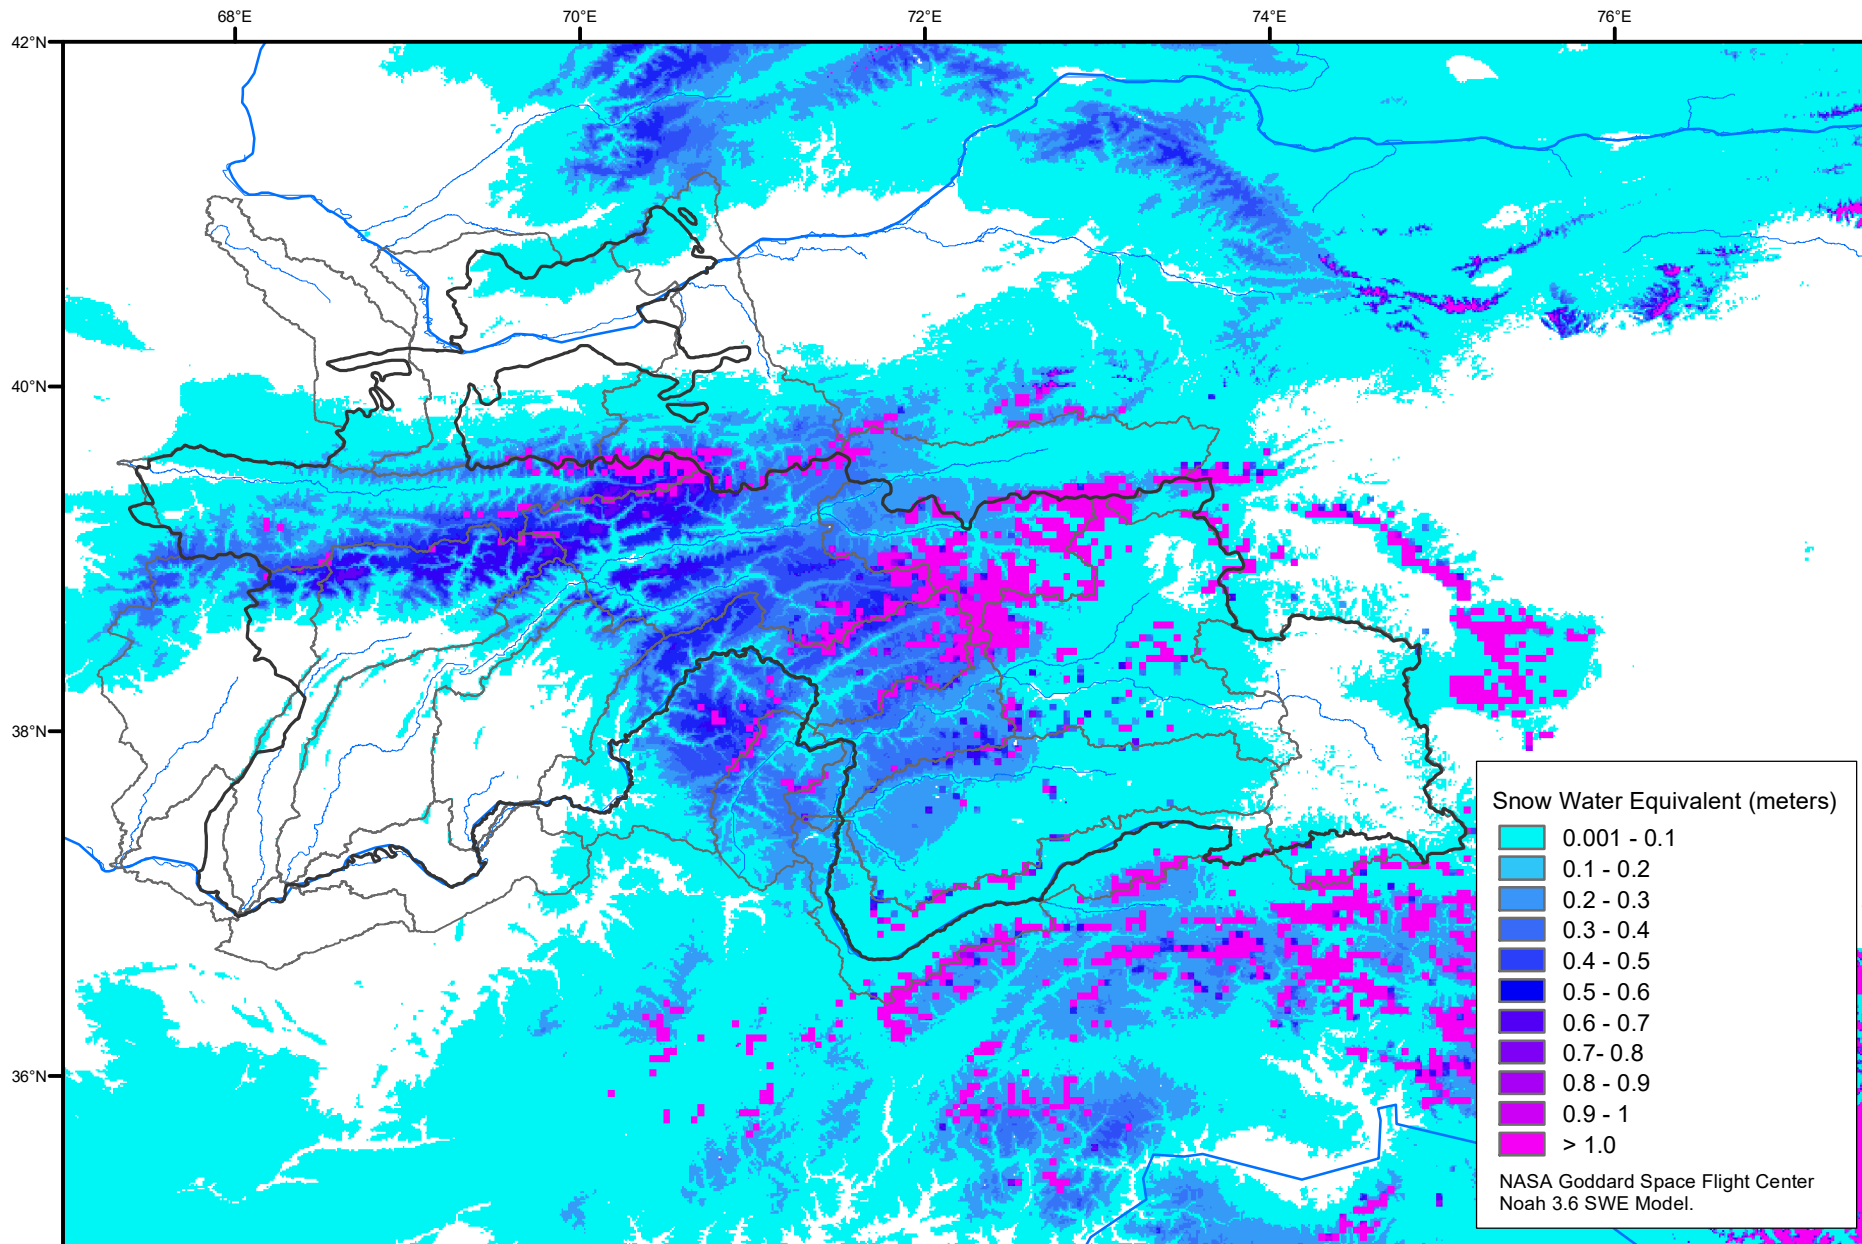 68°E 70°E 72°E 74°E 76°E
42°N
40°N
38°N
36°N
Snow Water Equivalent (meters)
0.001 - 0.1
0.1 - 0.2
0.2 - 0.3
0.3 - 0.4
0.4 - 0.5
0.5 - 0.6
0.6 - 0.7
0.7- 0.8
0.8 - 0.9
0.9 - 1
> 1.0
NASA Goddard Space Flight Center
Noah 3.6 SWE Model.